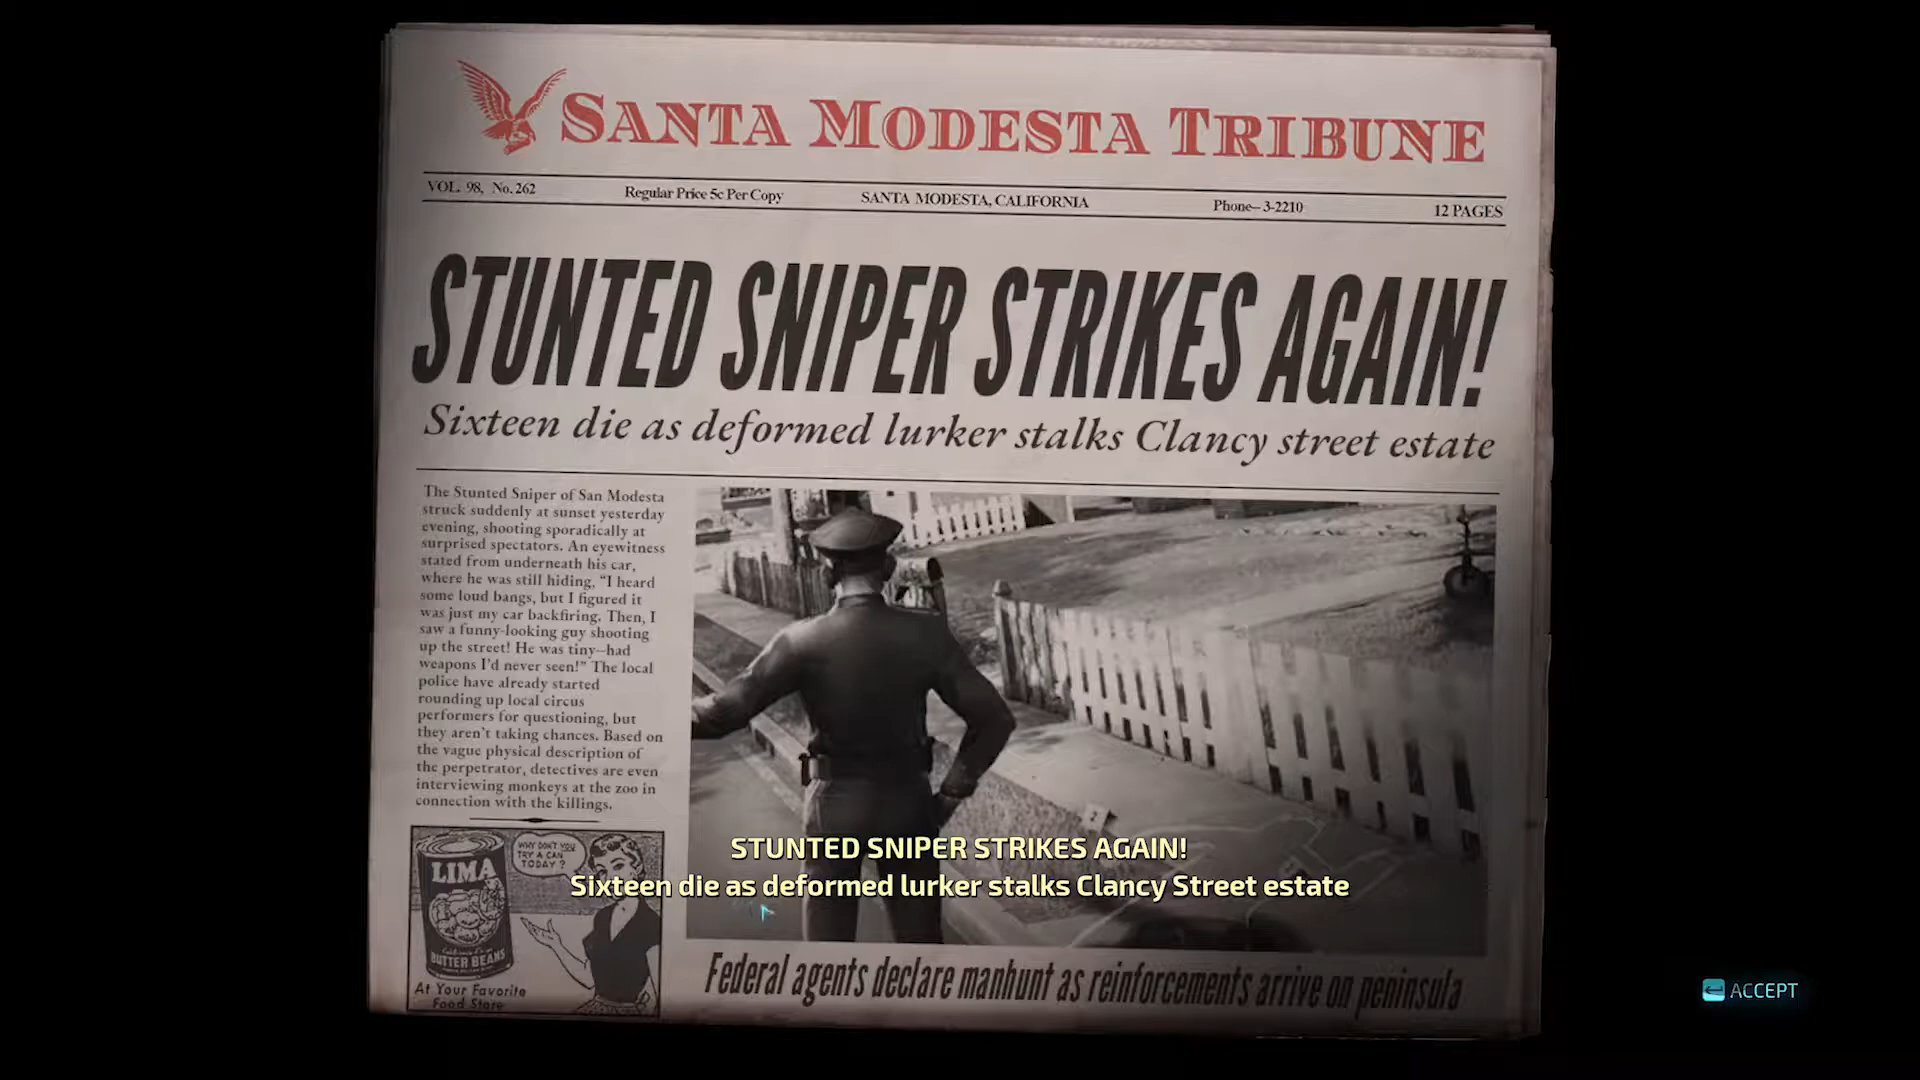 SANTA MODESTA TRIBUNE
VOL. 98, No. 262 Regular Price 5c Per Copy SANTA MODESTA, CALIFORNIA Phone– 3-2210 12 PAGES
STUNTED SNIPER STRIKES AGAIN!
Sixteen die as deformed lurker stalks Clancy street estate
The Stunted Sniper of San Modesta
struck suddenly at sunset yesterday
evening, shooting sporadically at
surprised spectators. An eyewitness
stated from underneath his car,
where he was still hiding, "I heard
some loud bangs, but I figured it
was just my car backfiring. Then, I
saw a funny-looking guy shooting
up the street! He was tiny—had
weapons I'd never seen!" The local
police have already started
rounding up local circus
performers for questioning, but
they aren't taking chances. Based on
the vague physical description of
the perpetrator, detectives are even
interviewing monkeys at the zoo in
connection with the killings.
LIMA
BUTTER BEANS
WHY DON'T YOU
TRY A CAN
TODAY?
At Your Favorite
Food Store
2
STUNTED SNIPER STRIKES AGAIN!
Sixteen die as deformed lurker stalks Clancy Street estate
Federal agents declare manhunt as reinforcements arrive on peninsula
ACCEPT